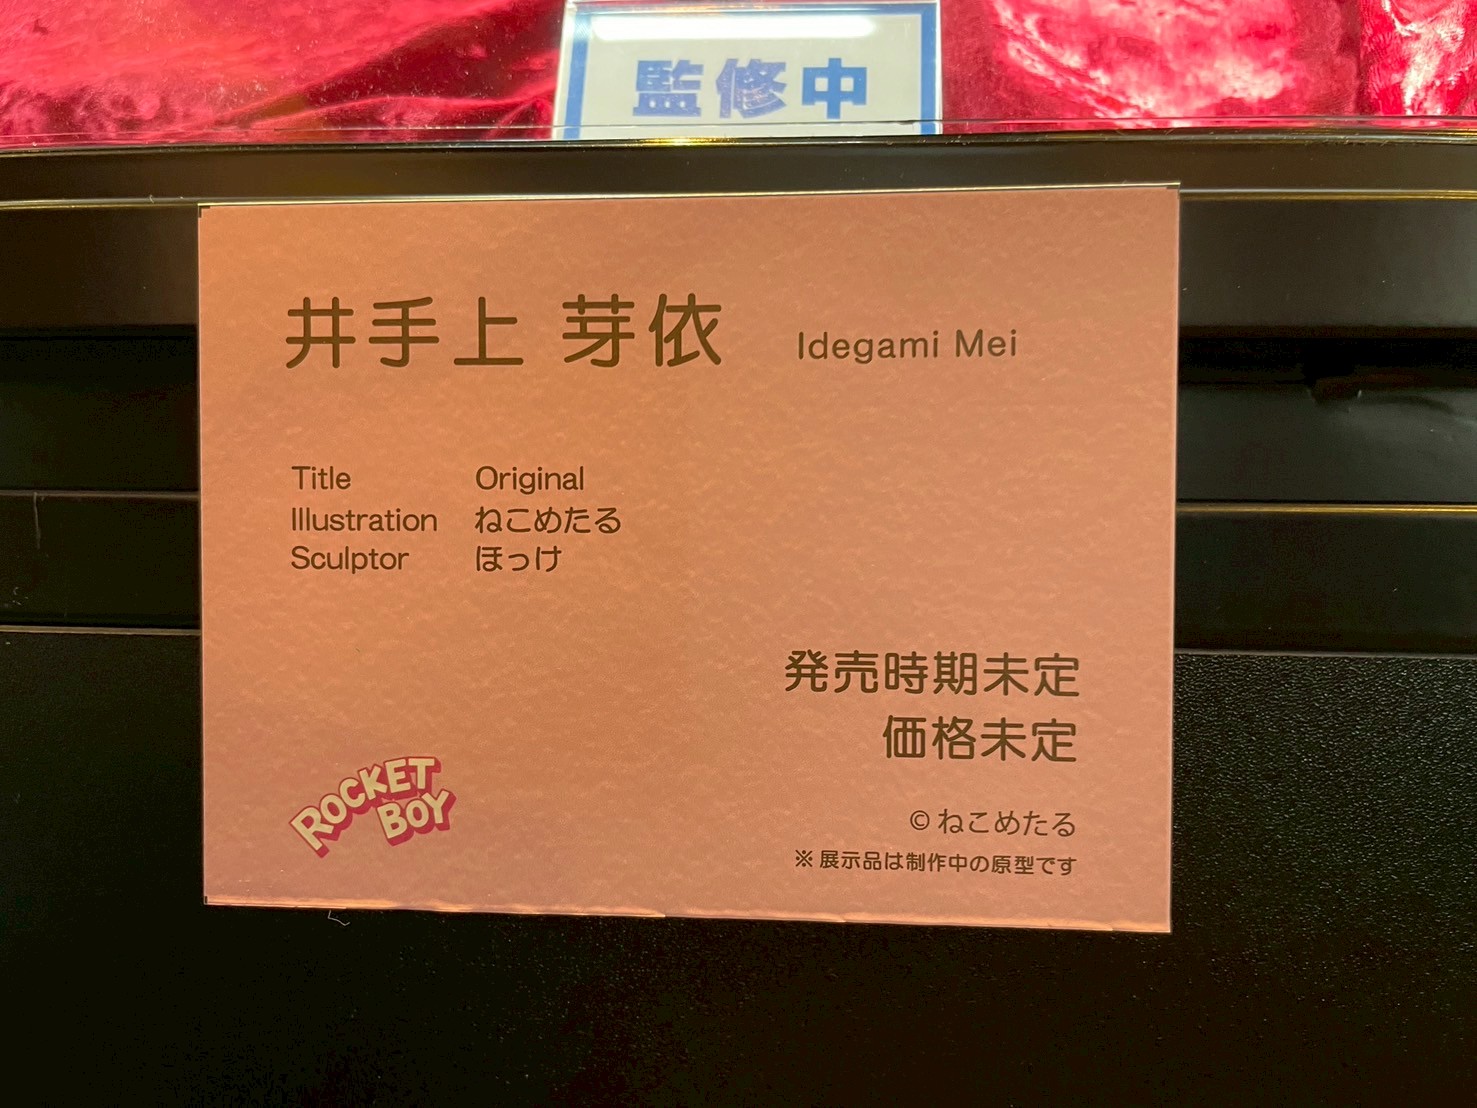 監修中
井手上 芽依 Idegami Mei
Title Original
Illustration ねこめたる
Sculptor ほっけ
発売時期未定
価格未定
ROCKET
BOY
© ねこめたる
※ 展示品は制作中の原型です